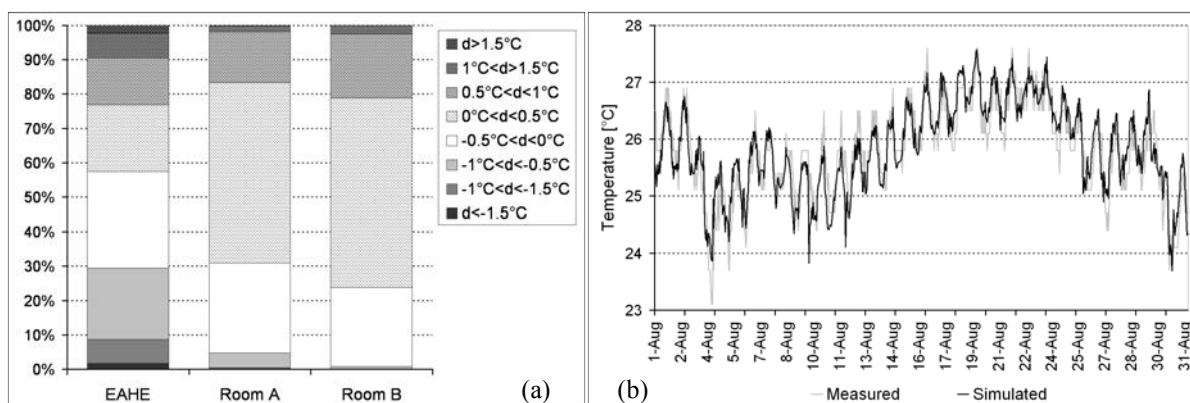 100%
90%
80%
70%
60%
50%
40%
30%
20%
10%
0%
EAHE
Room A
Room B
d>1.5°C
1°C<d>1.5°C
0.5°C<d<1°C
0°C<d<0.5°C
-0.5°C<d<0°C
-1°C<d<-0.5°C
-1°C<d<-1.5°C
d<-1.5°C
(a)
Temperature [°C]
28
27
26
25
24
23
1-Aug
2-Aug
4-Aug
5-Aug
7-Aug
8-Aug
10-Aug
11-Aug
13-Aug
14-Aug
16-Aug
17-Aug
19-Aug
20-Aug
22-Aug
24-Aug
25-Aug
27-Aug
28-Aug
30-Aug
31-Aug
(b)
Measured
Simulated